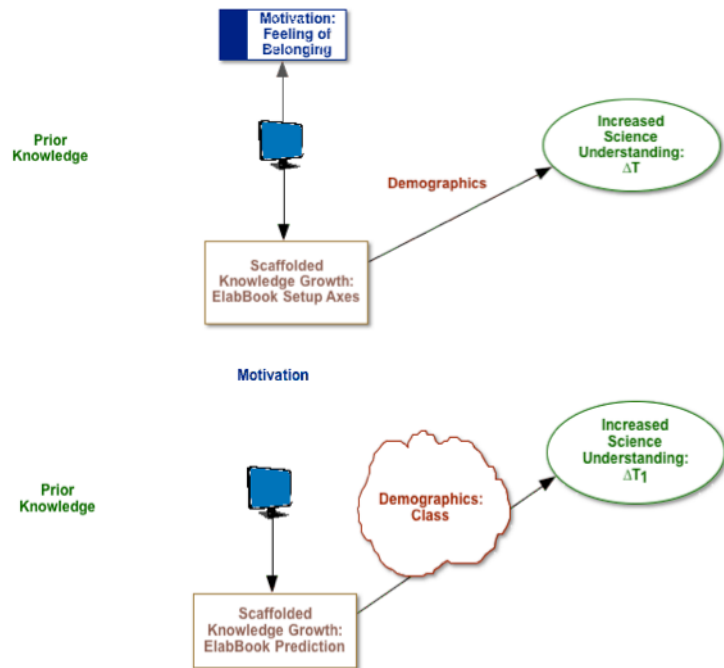 Motivation:
Feeling of
Belonging
Prior
Knowledge
Increased
Science
Understanding:
ΔT
Demographics
Scaffolded
Knowledge Growth:
ElabBook Setup Axes
Motivation
Increased
Science
Understanding:
ΔT1
Prior
Knowledge
Demographics:
Class
Scaffolded
Knowledge Growth:
ElabBook Prediction